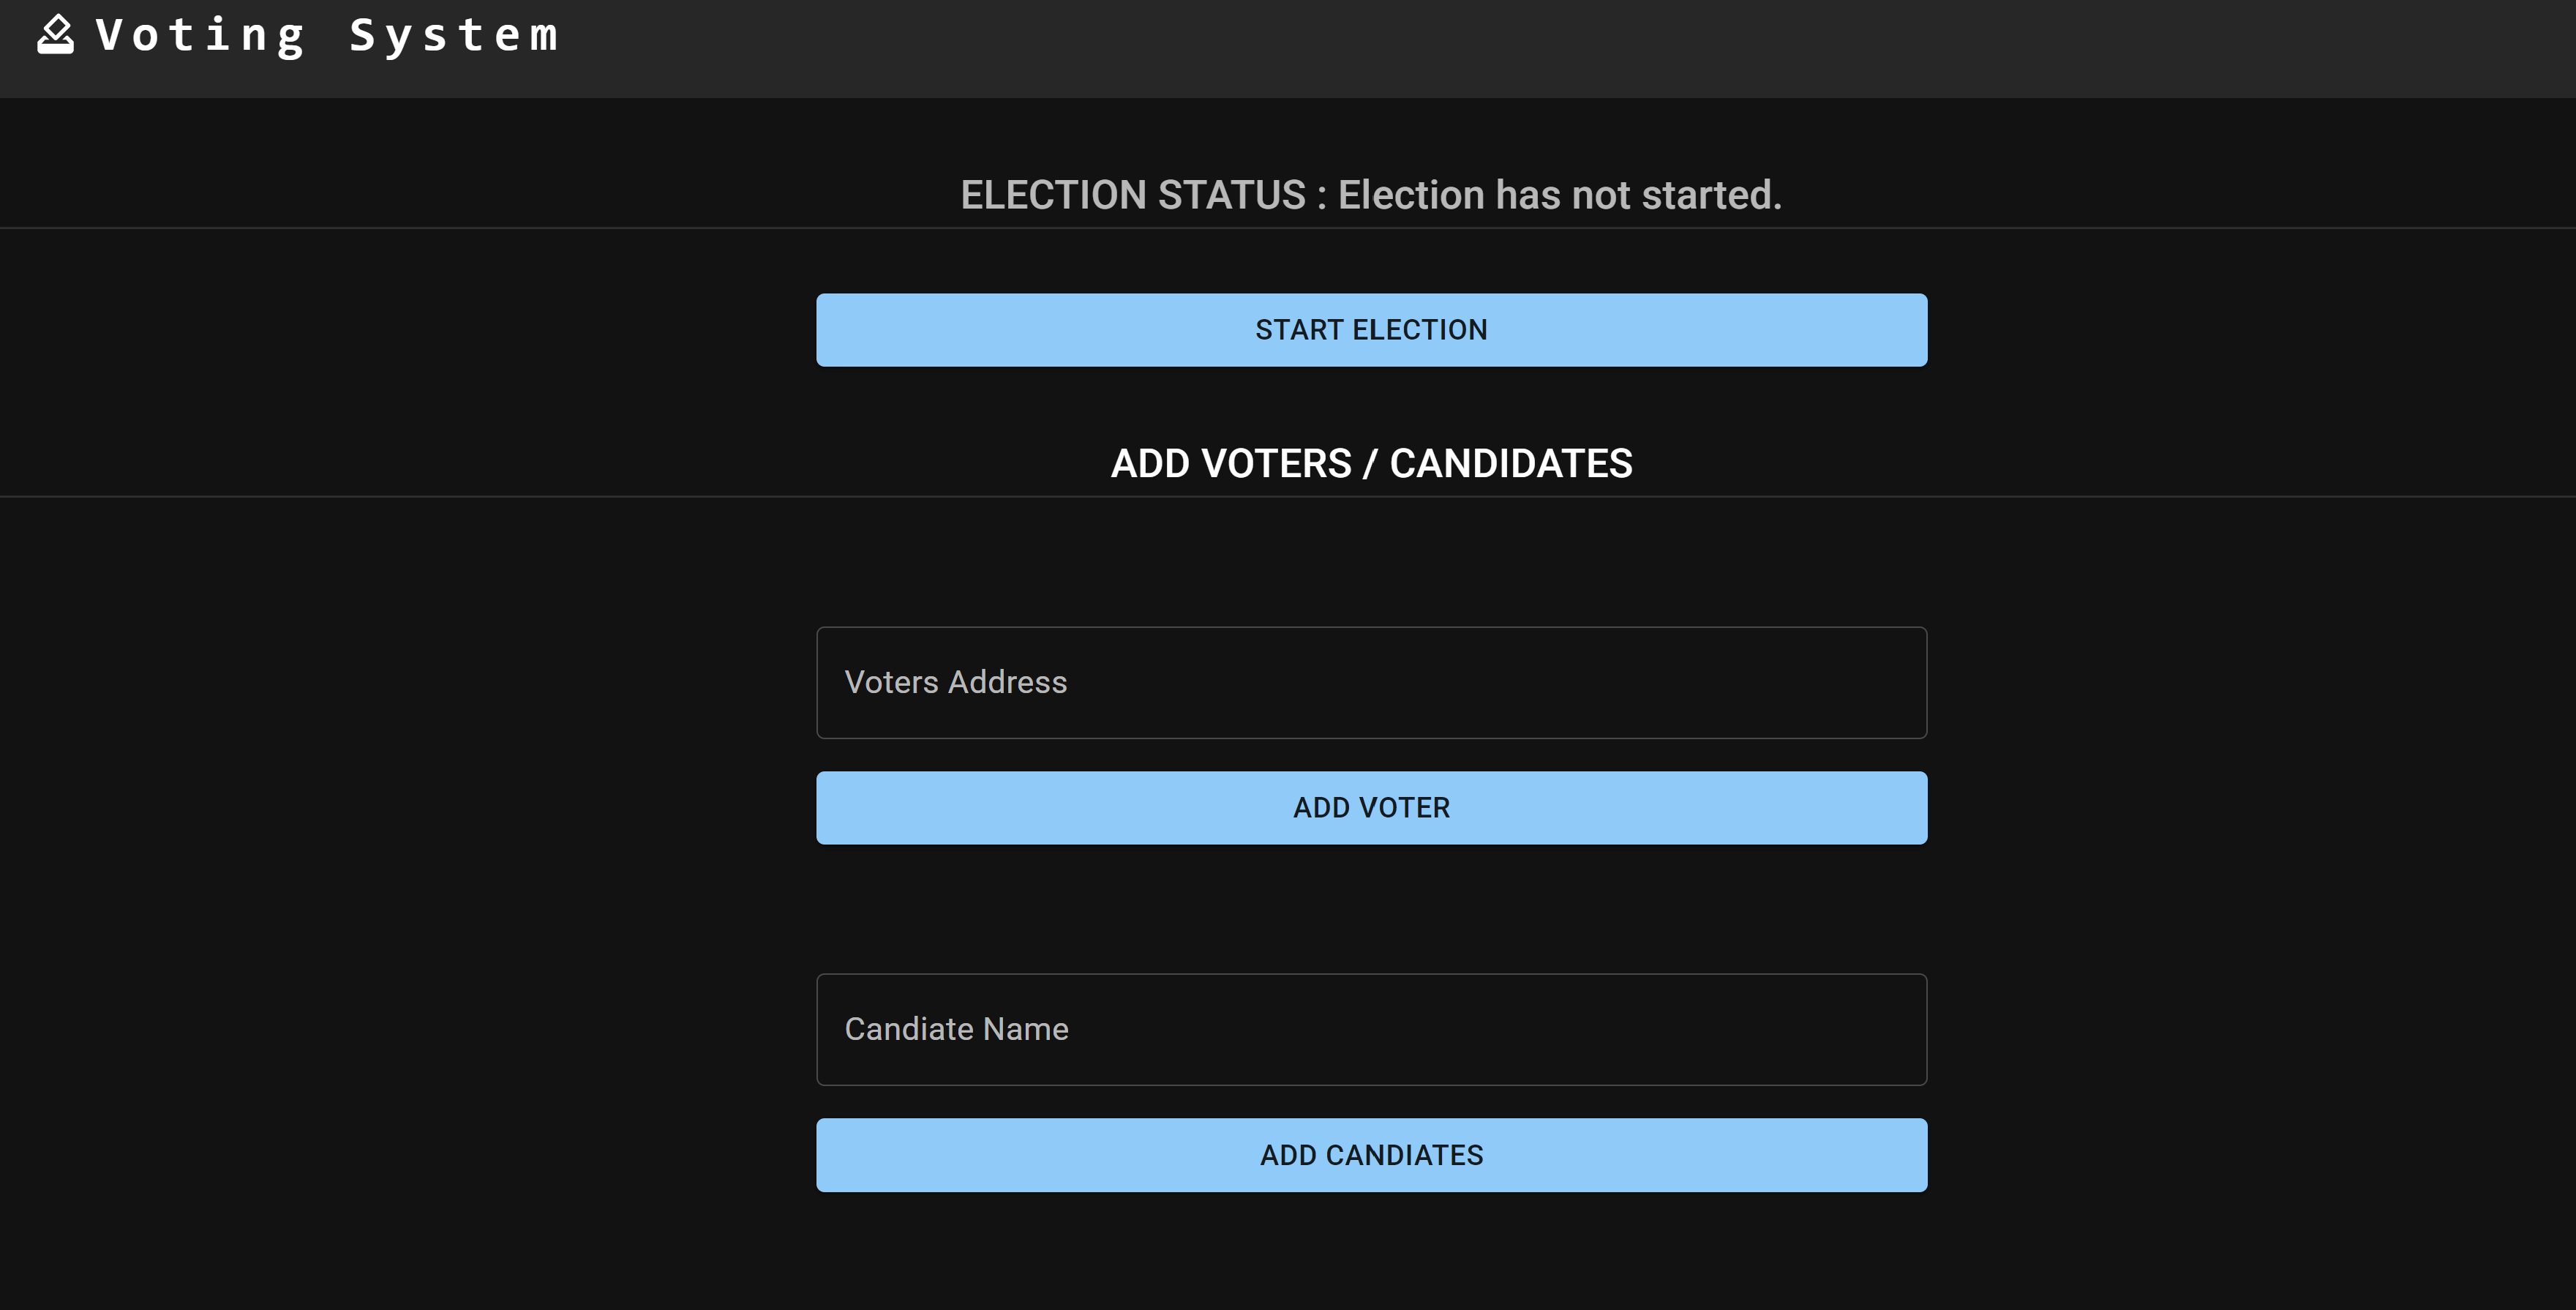 Voting System
ELECTION STATUS : Election has not started.
START ELECTION
ADD VOTERS / CANDIDATES
Voters Address
ADD VOTER
Candiate Name
ADD CANDIATES